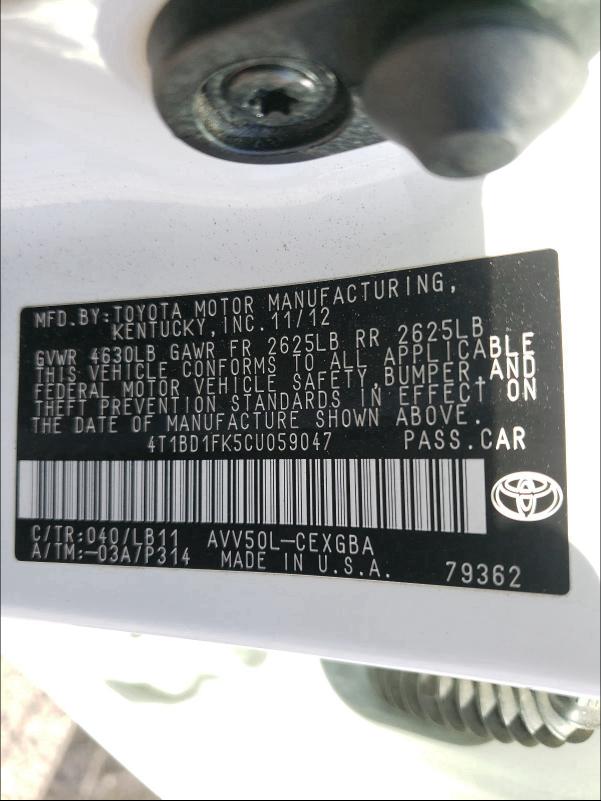 MFD.BY:TOYOTA MOTOR MANUFACTURING,
KENTUCKY, INC. 11/12
GVWR 4630LB GAWR FR 2625LB RR 2625LB
THIS VEHICLE CONFORMS TO ALL APPLICABLE
FEDERAL MOTOR VEHICLE SAFETY,BUMPER,AND
THEFT PREVENTION STANDARDS IN EFFECT ON
THE DATE OF MANUFACTURE SHOWN ABOVE.
4T1BD1FK5CU059047 PASS.CAR
C/TR:040/LB11 AVV50L-CEXGBA
A/TM:-03A/P314 MADE IN U.S.A. 79362